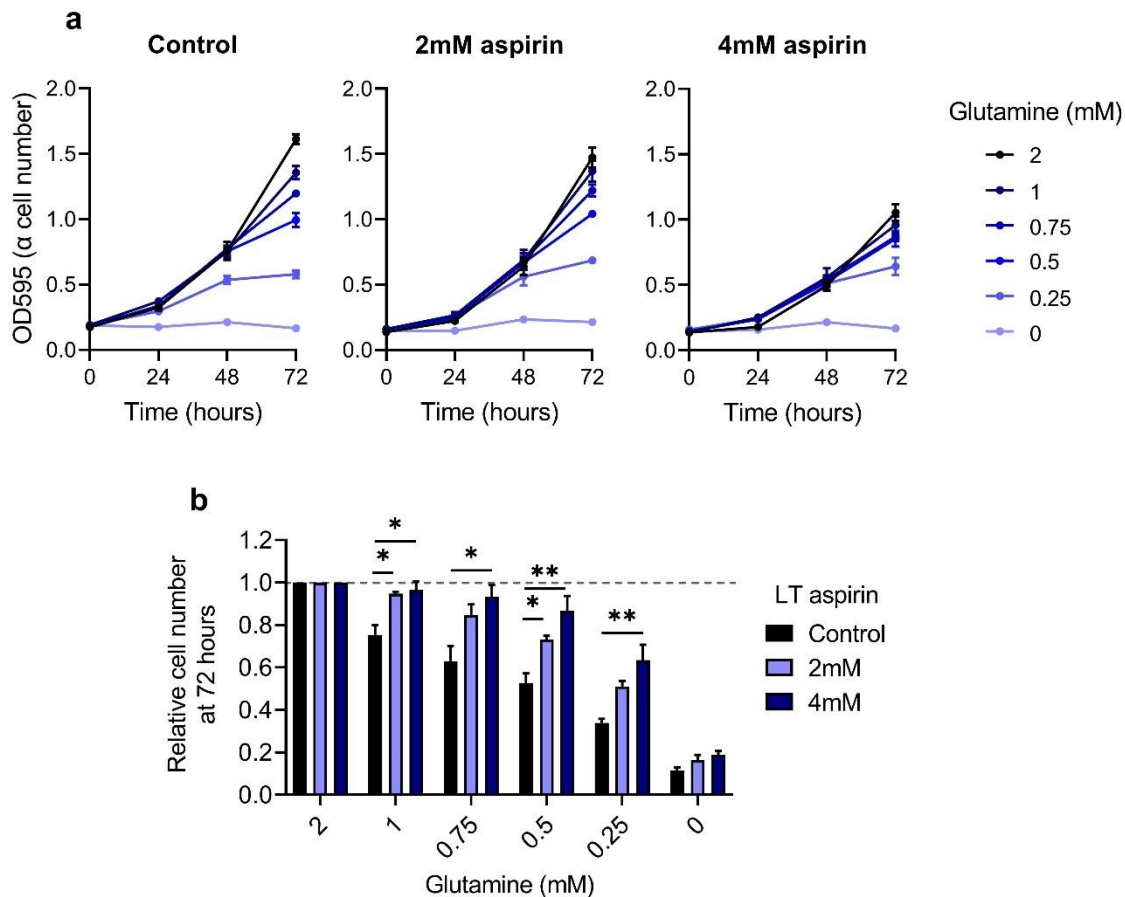 a
Control
2mM aspirin
4mM aspirin
OD595 (α cell number)
2.0
1.5
1.0
0.5
0.0
0 24 48 72
Time (hours)
2.0
1.5
1.0
0.5
0.0
0 24 48 72
Time (hours)
2.0
1.5
1.0
0.5
0.0
0 24 48 72
Time (hours)
Glutamine (mM)
2
1
0.75
0.5
0.25
0
b
Relative cell number
at 72 hours
1.2
1.0
0.8
0.6
0.4
0.2
0.0
*
*
*
**
*
**
2 1 0.75 0.5 0.25 0
Glutamine (mM)
LT aspirin
Control
2mM
4mM